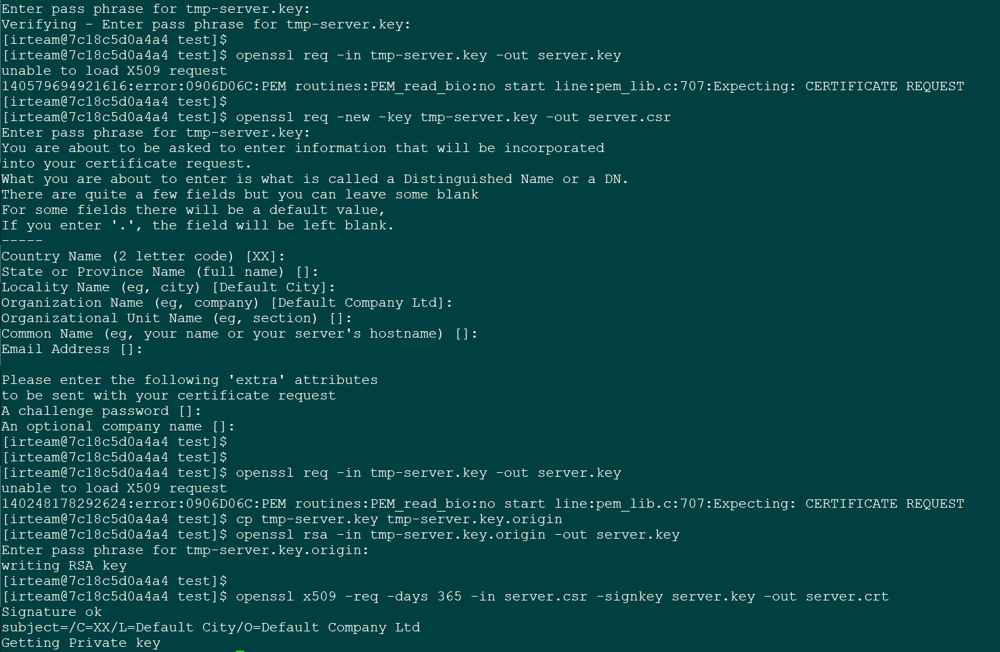 Enter pass phrase for tmp-server.key:
Verifying - Enter pass phrase for tmp-server.key:
[irteam@7c18c5d0a4a4 test]$
[irteam@7c18c5d0a4a4 test]$ openssl req -in tmp-server.key -out server.key
unable to load X509 request
140579694921616:error:0906D06C:PEM routines:PEM_read_bio:no start line:pem_lib.c:707:Expecting: CERTIFICATE REQUEST
[irteam@7c18c5d0a4a4 test]$
[irteam@7c18c5d0a4a4 test]$ openssl req -new -key tmp-server.key -out server.csr
Enter pass phrase for tmp-server.key:
You are about to be asked to enter information that will be incorporated
into your certificate request.
What you are about to enter is what is called a Distinguished Name or a DN.
There are quite a few fields but you can leave some blank
For some fields there will be a default value,
If you enter '.', the field will be left blank.
-----
Country Name (2 letter code) [XX]:
State or Province Name (full name) []:
Locality Name (eg, city) [Default City]:
Organization Name (eg, company) [Default Company Ltd]:
Organizational Unit Name (eg, section) []:
Common Name (eg, your name or your server's hostname) []:
Email Address []:
Please enter the following 'extra' attributes
to be sent with your certificate request
A challenge password []:
An optional company name []:
[irteam@7c18c5d0a4a4 test]$
[irteam@7c18c5d0a4a4 test]$
[irteam@7c18c5d0a4a4 test]$ openssl req -in tmp-server.key -out server.key
unable to load X509 request
140248178292624:error:0906D06C:PEM routines:PEM_read_bio:no start line:pem_lib.c:707:Expecting: CERTIFICATE REQUEST
[irteam@7c18c5d0a4a4 test]$ cp tmp-server.key tmp-server.key.origin
[irteam@7c18c5d0a4a4 test]$ openssl rsa -in tmp-server.key.origin -out server.key
Enter pass phrase for tmp-server.key.origin:
writing RSA key
[irteam@7c18c5d0a4a4 test]$
[irteam@7c18c5d0a4a4 test]$ openssl x509 -req -days 365 -in server.csr -signkey server.key -out server.crt
Signature ok
subject=/C=XX/L=Default City/O=Default Company Ltd
Getting Private key